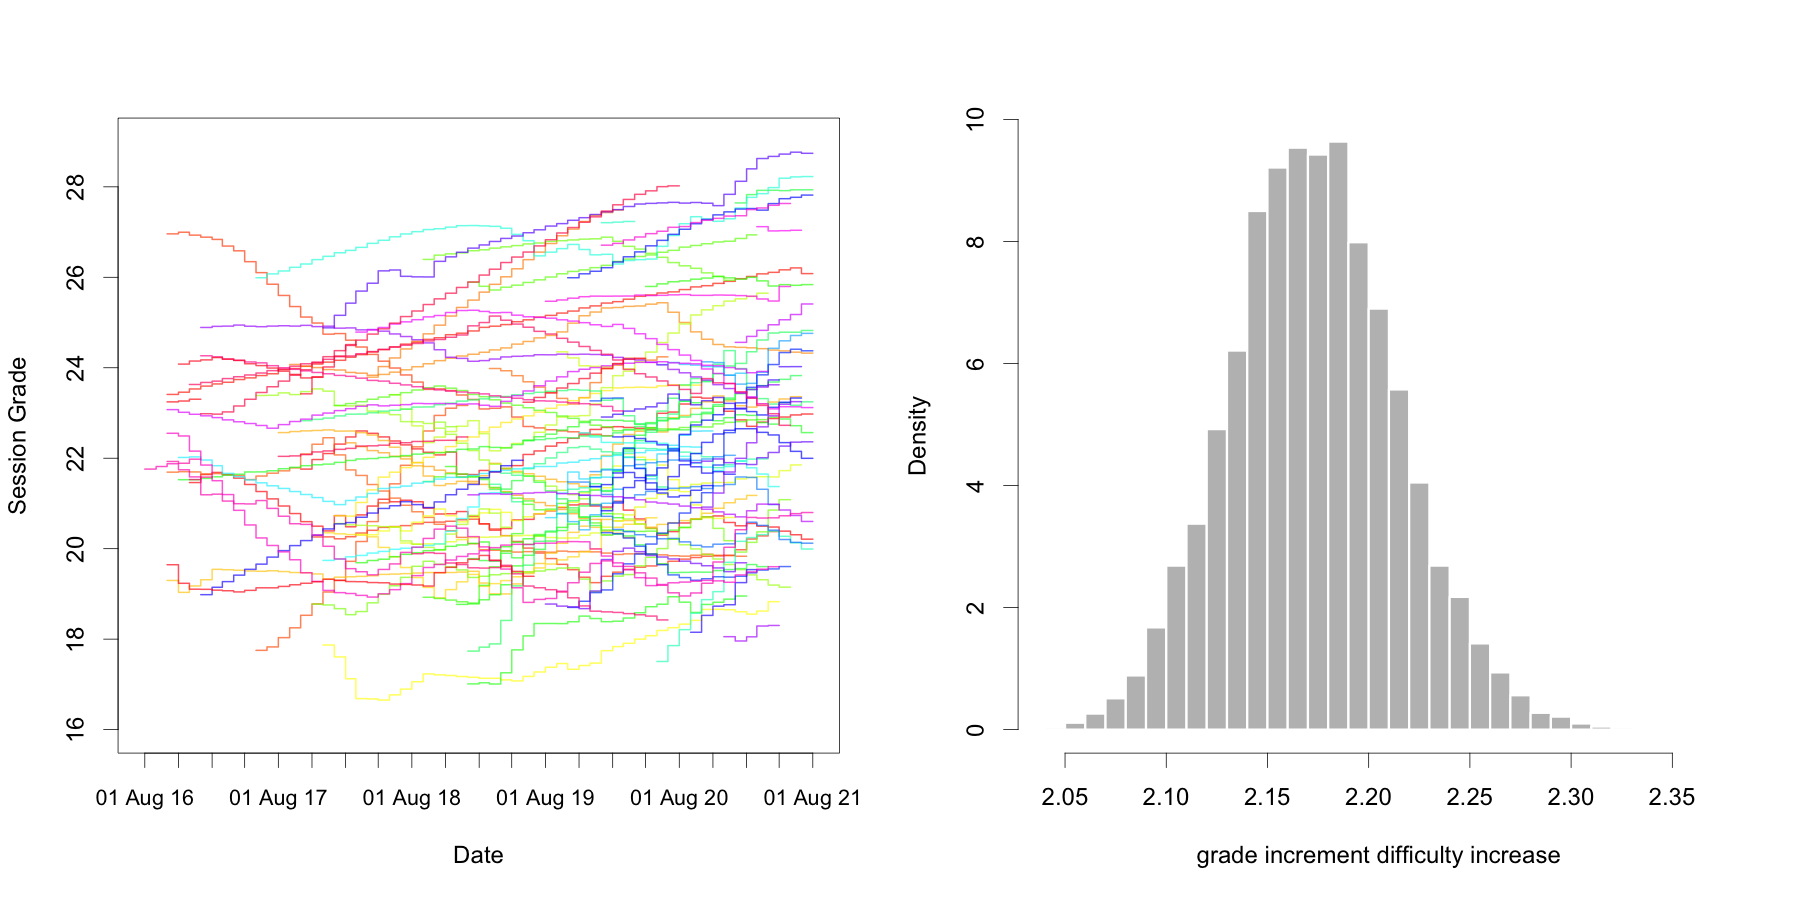 Session Grade
28
26
24
22
20
18
16
01 Aug 16
01 Aug 17
01 Aug 18
01 Aug 19
01 Aug 20
01 Aug 21
Date
Density
10
8
6
4
2
0
2.05
2.10
2.15
2.20
2.25
2.30
2.35
grade increment difficulty increase